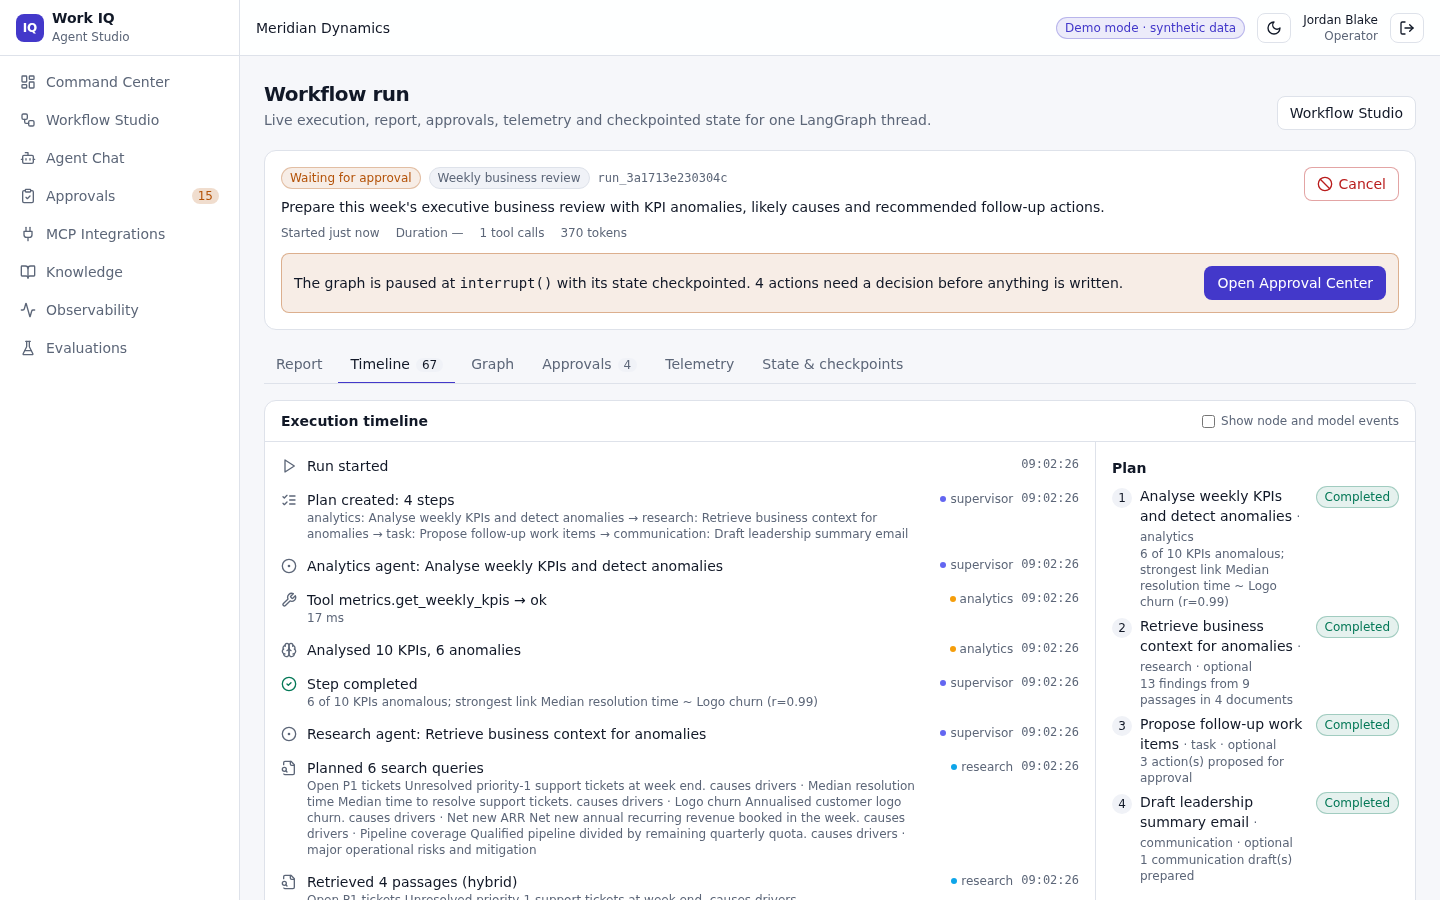 IQ
Work IQ
Agent Studio
Meridian Dynamics
Demo mode · synthetic data
Jordan Blake
Operator
Command Center
Workflow Studio
Agent Chat
Approvals 15
MCP Integrations
Knowledge
Observability
Evaluations
Workflow run
Live execution, report, approvals, telemetry and checkpointed state for one LangGraph thread.
Workflow Studio
Waiting for approval Weekly business review run_3a1713e230304c
Cancel
Prepare this week's executive business review with KPI anomalies, likely causes and recommended follow-up actions.
Started just now Duration — 1 tool calls 370 tokens
The graph is paused at interrupt() with its state checkpointed. 4 actions need a decision before anything is written.
Open Approval Center
Report Timeline 67 Graph Approvals 4 Telemetry State & checkpoints
Execution timeline
Show node and model events
Run started 09:02:26
Plan created: 4 steps supervisor 09:02:26
analytics: Analyse weekly KPIs and detect anomalies → research: Retrieve business context for
anomalies → task: Propose follow-up work items → communication: Draft leadership summary email
Analytics agent: Analyse weekly KPIs and detect anomalies supervisor 09:02:26
Tool metrics.get_weekly_kpis → ok analytics 09:02:26
17 ms
Analysed 10 KPIs, 6 anomalies analytics 09:02:26
Step completed supervisor 09:02:26
6 of 10 KPIs anomalous; strongest link Median resolution time ~ Logo churn (r=0.99)
Research agent: Retrieve business context for anomalies supervisor 09:02:26
Planned 6 search queries research 09:02:26
Open P1 tickets Unresolved priority-1 support tickets at week end. causes drivers · Median resolution
time Median time to resolve support tickets. causes drivers · Logo churn Annualised customer logo
churn. causes drivers · Net new ARR Net new annual recurring revenue booked in the week. causes
drivers · Pipeline coverage Qualified pipeline divided by remaining quarterly quota. causes drivers ·
major operational risks and mitigation
Retrieved 4 passages (hybrid) research 09:02:26
Open P1 tickets Unresolved priority-1 support tickets at week end. causes drivers
Plan
1 Analyse weekly KPIs Completed
and detect anomalies ·
analytics
6 of 10 KPIs anomalous;
strongest link Median
resolution time ~ Logo
churn (r=0.99)
2 Retrieve business Completed
context for anomalies ·
research · optional
13 findings from 9
passages in 4 documents
3 Propose follow-up work Completed
items · task · optional
3 action(s) proposed for
approval
4 Draft leadership Completed
summary email ·
communication · optional
1 communication draft(s)
prepared